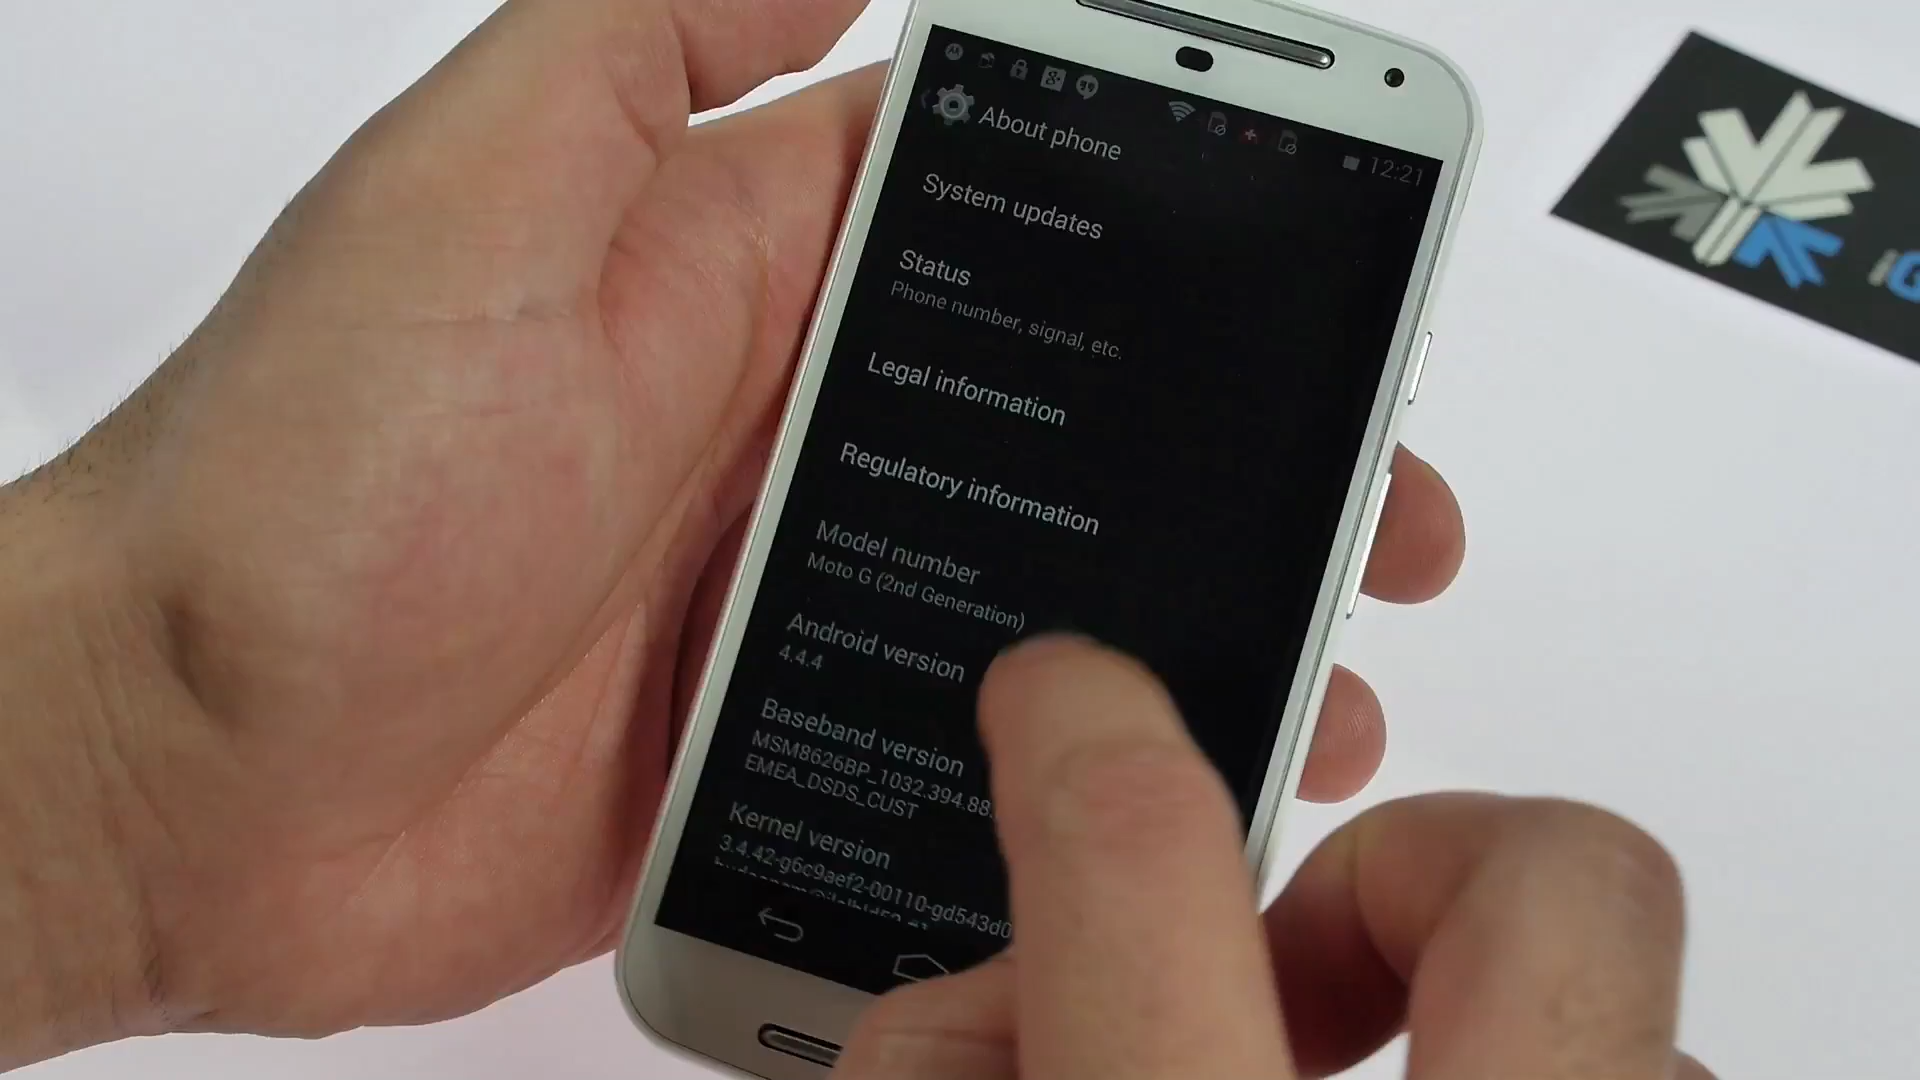 12:21
About phone
System updates
Status
Phone number, signal, etc.
Legal information
Regulatory information
Model number
Moto G (2nd Generation)
Android version
4.4.4
Baseband version
MSM8626BP_1032.394.88.
EMEA_DSDS_CUST
Kernel version
3.4.42-g6c9aef2-00110-gd543d0
iG